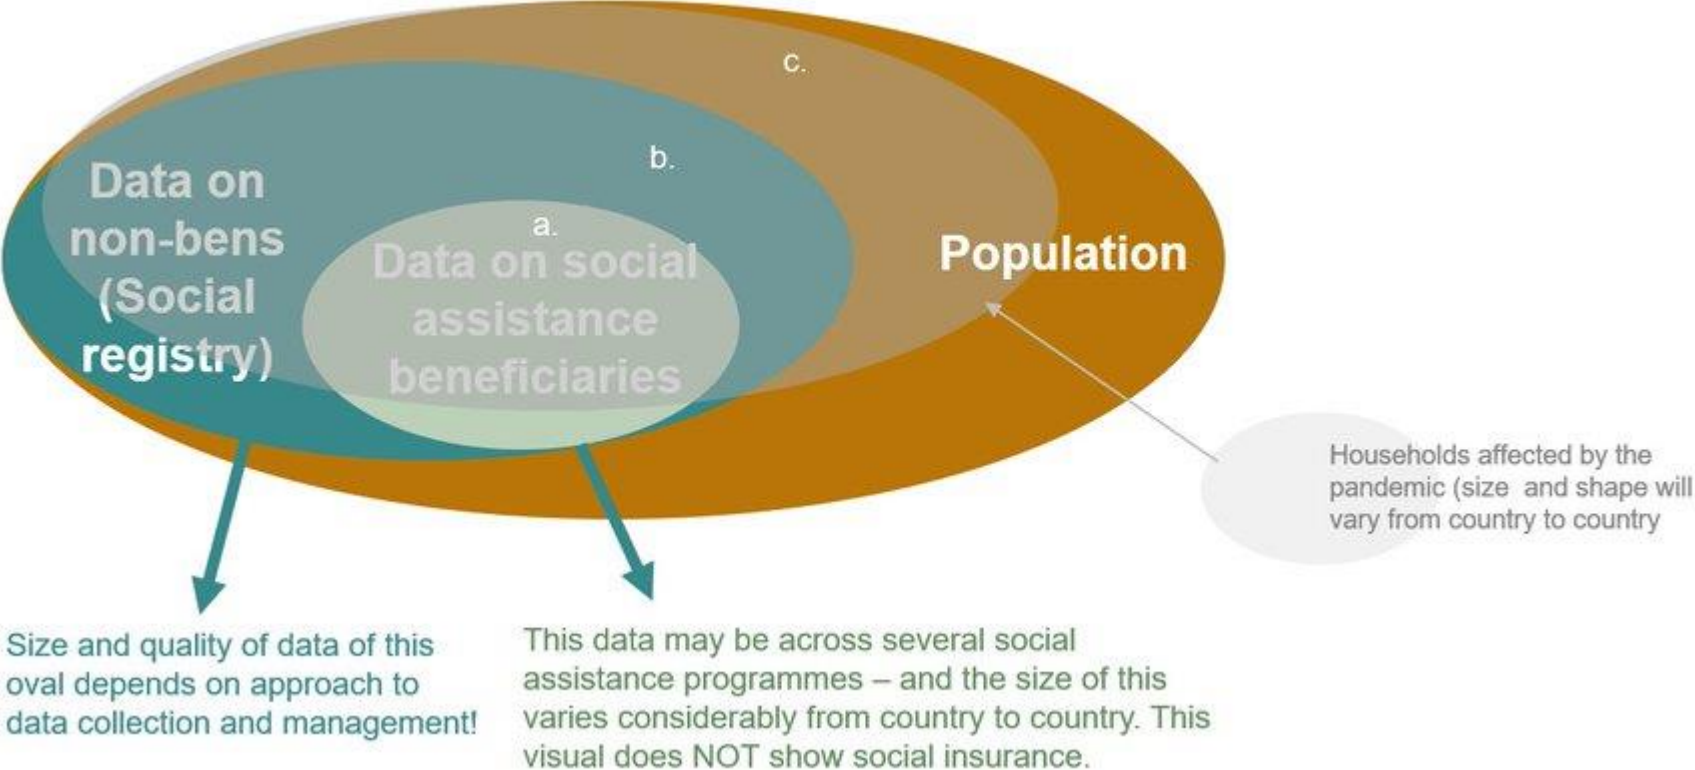 c.
b.
Data on
non-bens
(Social
registry)
a.
Data on social
assistance
beneficiaries
Population
Households affected by the
pandemic (size and shape will
vary from country to country
Size and quality of data of this
oval depends on approach to
data collection and management!
This data may be across several social
assistance programmes – and the size of this
varies considerably from country to country. This
visual does NOT show social insurance.